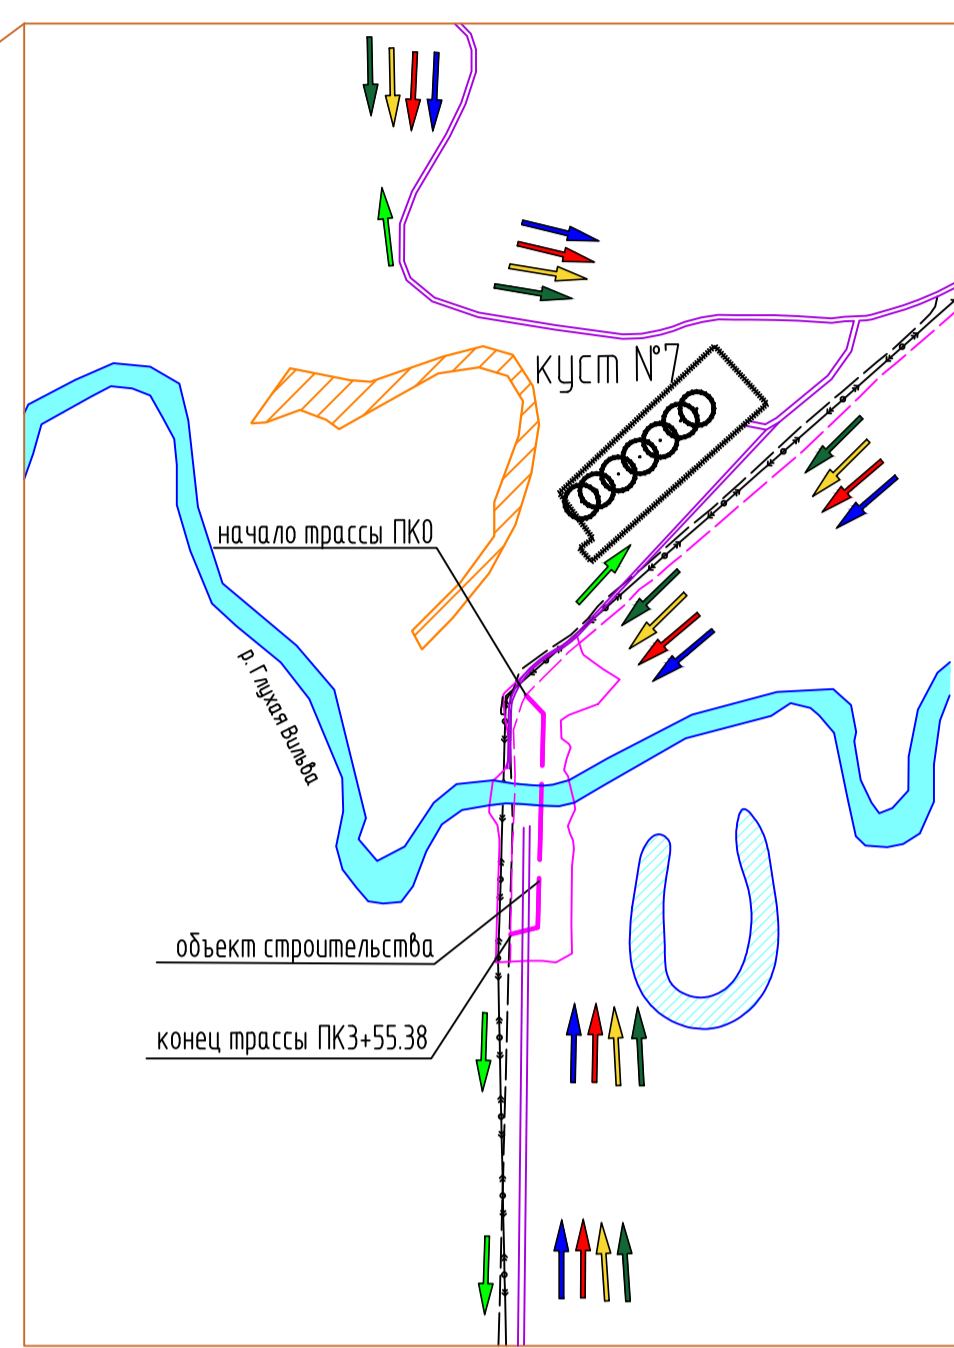 куст №7
начало трассы ПК0
р. Глухая Вильва
объект строительства
конец трассы ПК3+55.38